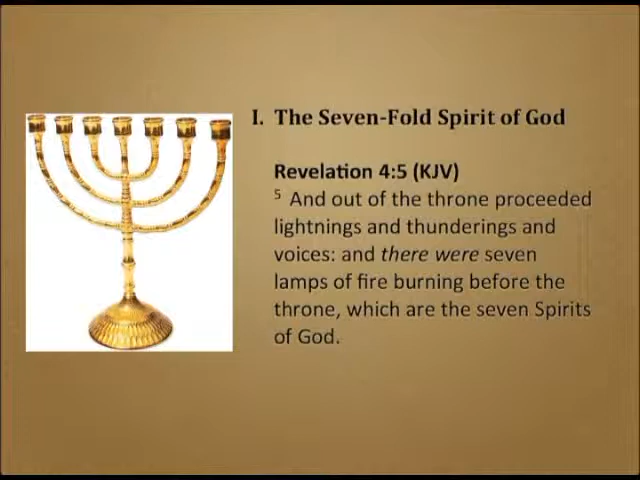 I. The Seven-Fold Spirit of God
Revelation 4:5 (KJV)
5 And out of the throne proceeded
lightnings and thunderings and
voices: and there were seven
lamps of fire burning before the
throne, which are the seven Spirits
of God.